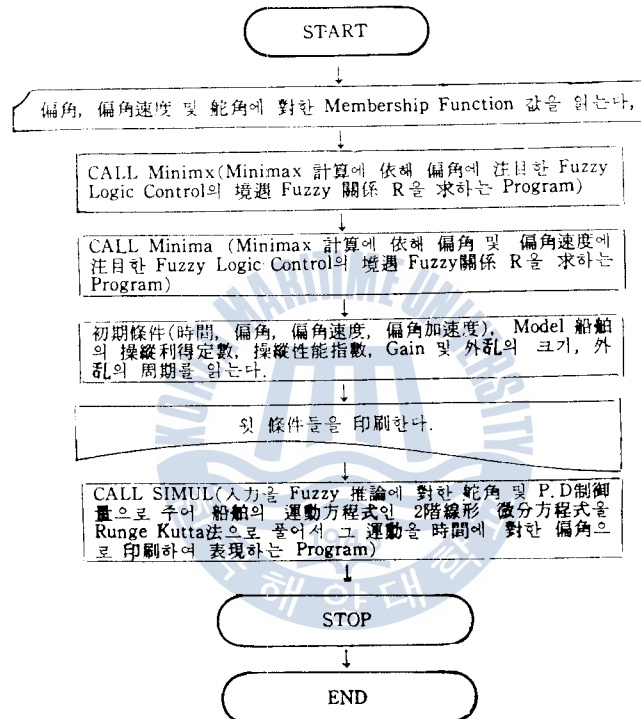 START
偏角, 偏角速度 및 舵角에 對한 Membership Function 값을 읽는다,
CALL Minimx(Minimax 計算에 依해 偏角에 注目한 Fuzzy
Logic Control의 境遇 Fuzzy 關係 R을 求하는 Program)
CALL Minima (Minimax 計算에 依해 偏角 및 偏角速度에
注目한 Fuzzy Logic Control의 境遇 Fuzzy關係 R을 求하는
Program)
初期條件(時間, 偏角, 偏角速度, 偏角加速度), Model 船舶
의 操縱利得定數, 操縱性能指數, Gain 및 外亂의 크기, 外
亂의 周期를 읽는다.
윗 條件들을 印刷한다.
CALL SIMUL(入力을 Fuzzy 推論에 對한 舵角 및 P.D制御
量으로 주어 船舶의 運動方程式인 2階線形 微分方程式을
Runge Kutta法으로 풀어서 그 運動을 時間에 對한 偏角으
로 印刷하여 表現하는 Program)
STOP
END
MARITIME UNIVERSITY
해양대학